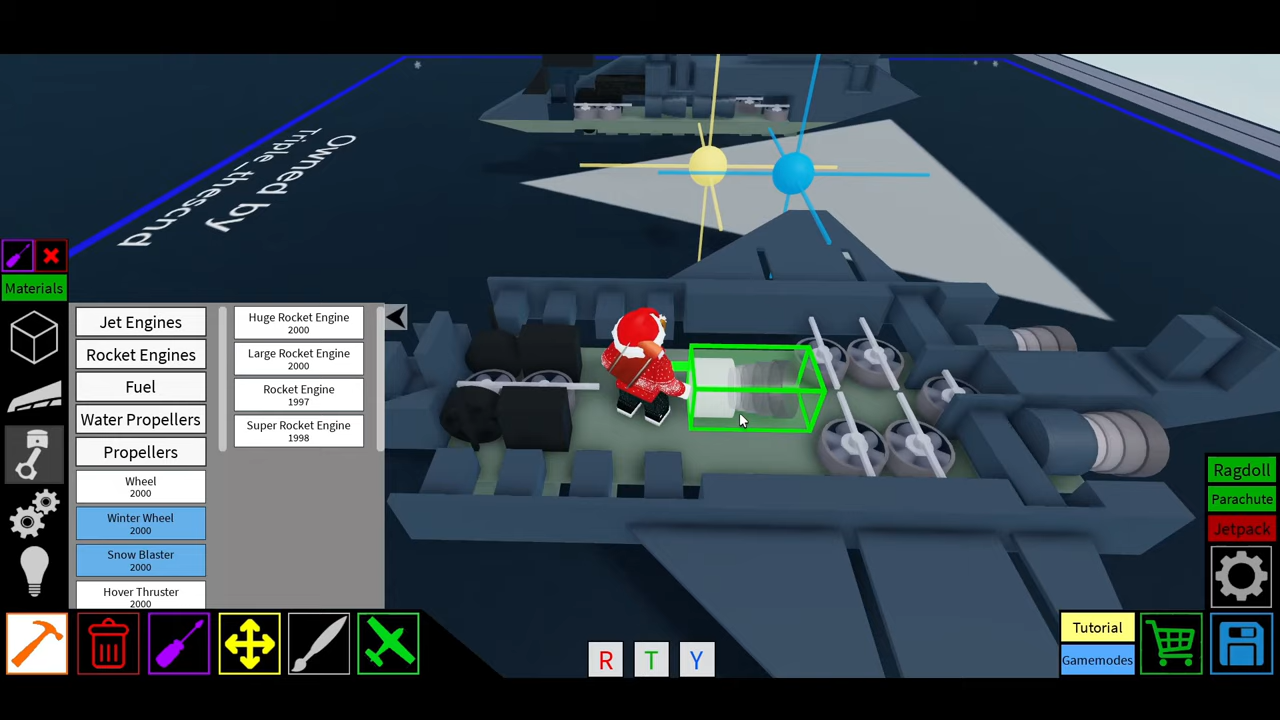 Owned by
Triple_thescnd
Materials
Jet Engines
Rocket Engines
Fuel
Water Propellers
Propellers
Wheel
2000
Winter Wheel
2000
Snow Blaster
2000
Hover Thruster
2000
Huge Rocket Engine
2000
Large Rocket Engine
2000
Rocket Engine
1997
Super Rocket Engine
1998
Ragdoll
Parachute
Jetpack
Tutorial
Gamemodes
R T Y